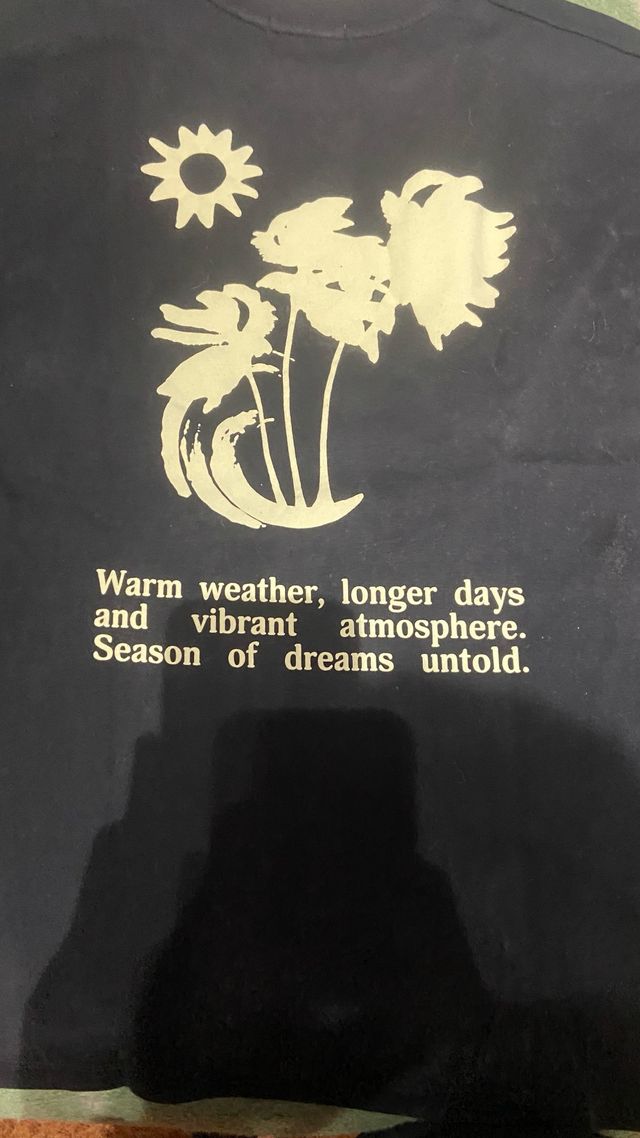 Warm weather, longer days
and vibrant atmosphere.
Season of dreams untold.